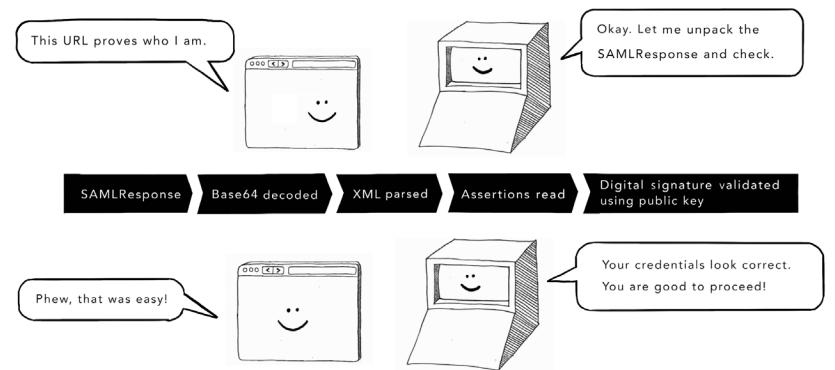 This URL proves who I am.
Okay. Let me unpack the
SAMLResponse and check.
SAMLResponse
Base64 decoded
XML parsed
Assertions read
Digital signature validated
using public key
Phew, that was easy!
Your credentials look correct.
You are good to proceed!